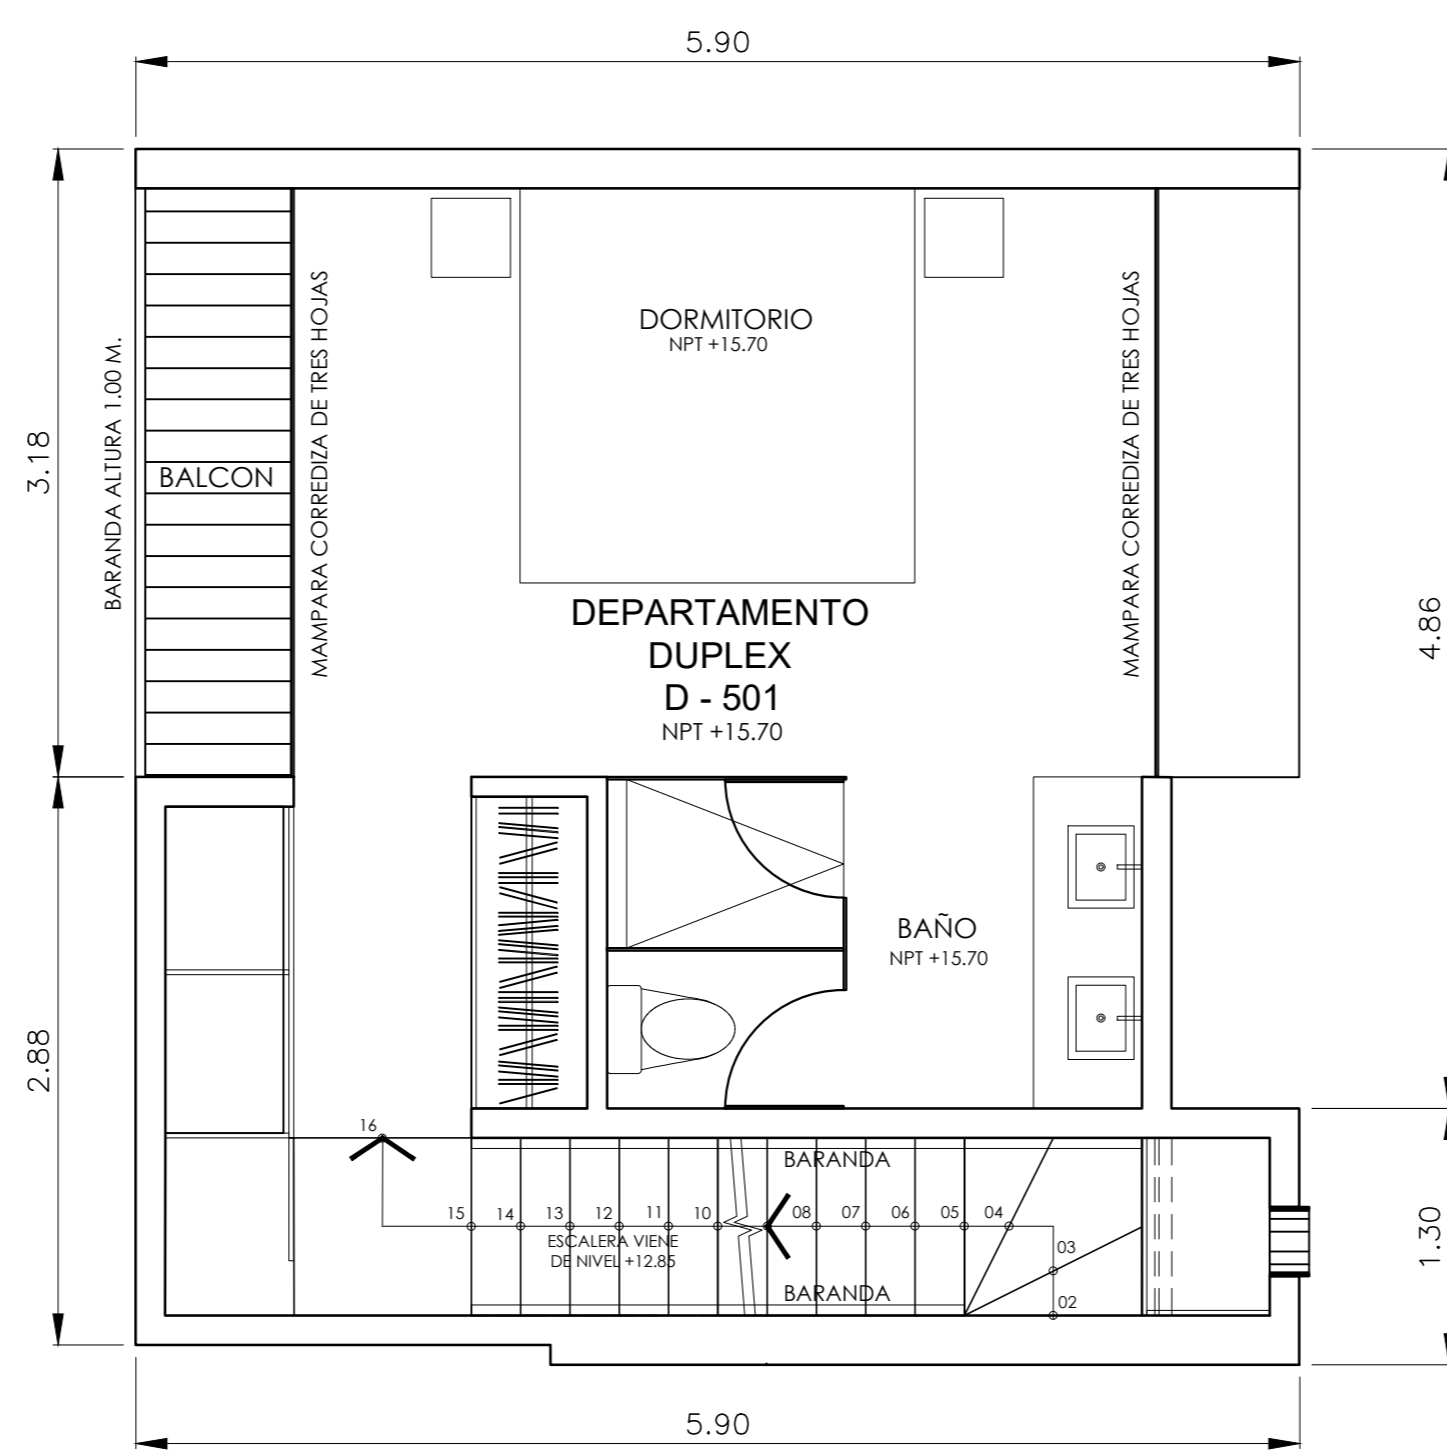 5.90
3.18
BARANDA ALTURA 1.00 M.
BALCON
MAMPARA CORREDIZA DE TRES HOJAS
DORMITORIO
NPT +15.70
MAMPARA CORREDIZA DE TRES HOJAS
4.86
DEPARTAMENTO
DUPLEX
D - 501
NPT +15.70
BAÑO
NPT +15.70
2.88
16
BARANDA
15
14
13
12
11
10
08
07
06
05
04
03
02
ESCALERA VIENE
DE NIVEL +12.85
BARANDA
1.30
5.90